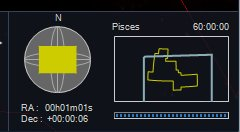 N
Pisces 60:00:00
RA : 00h01m01s
Dec : +00:00:06